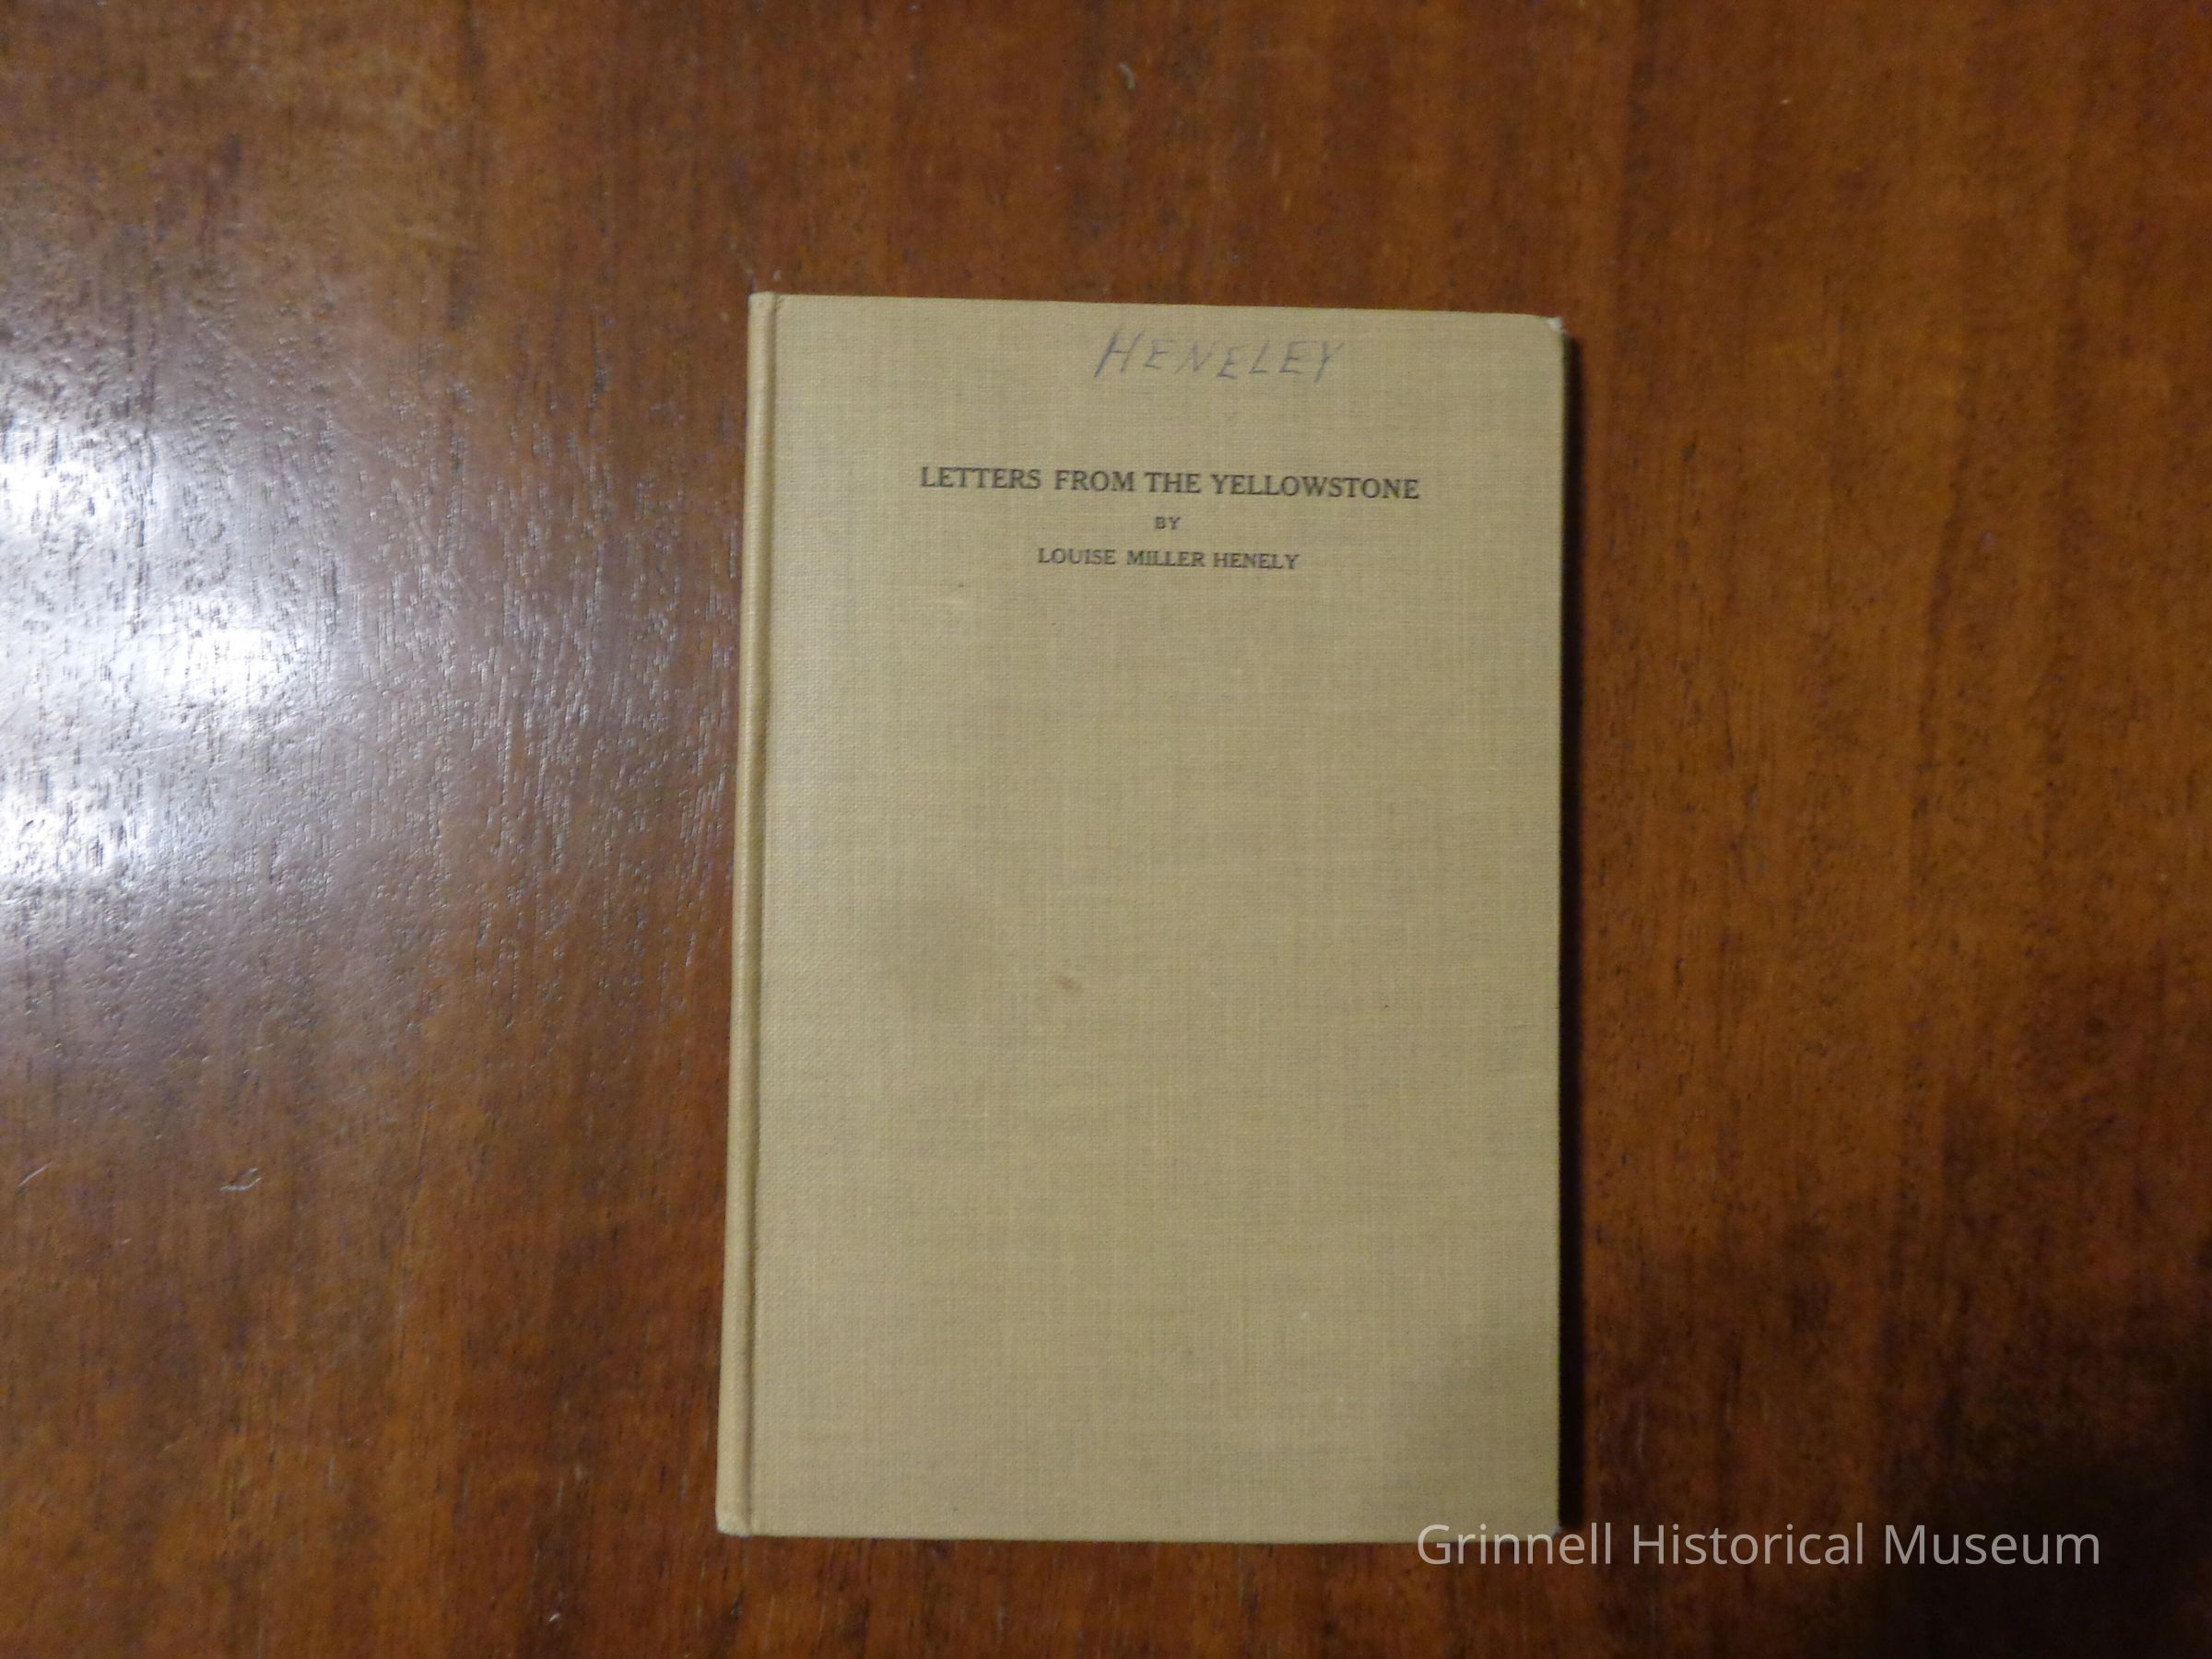 HENELEY
LETTERS FROM THE YELLOWSTONE
BY
LOUISE MILLER HENELY
Grinnell Historical Museum